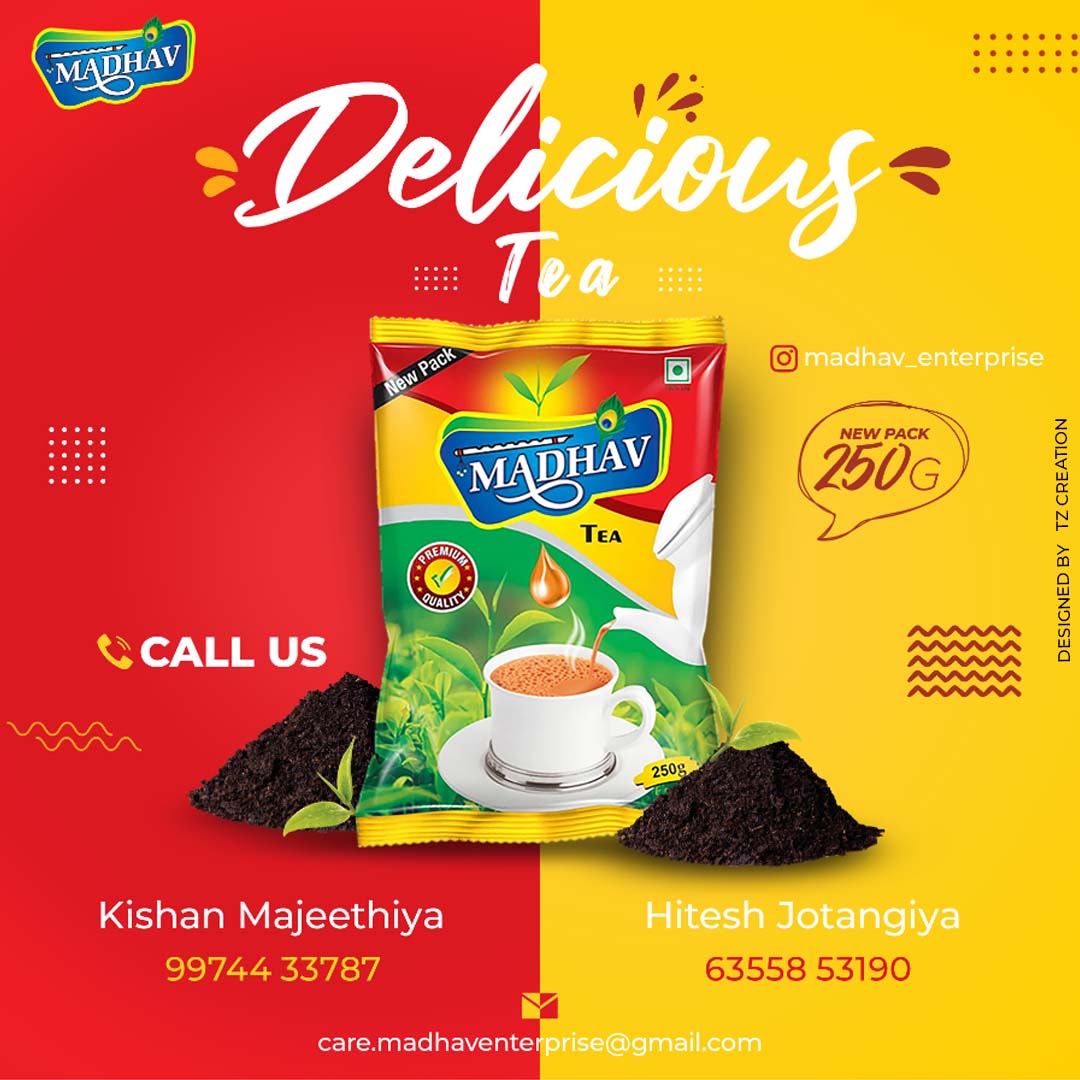 MADHAV
Delicious
Tea
madhav_enterprise
New Pack
MADHAV
TEA
PREMIUM
QUALITY
250g
NEW PACK
250G
DESIGNED BY TZ CREATION
CALL US
Kishan Majeethiya
99744 33787
Hitesh Jotangiya
63558 53190
care.madhaventerprise@gmail.com